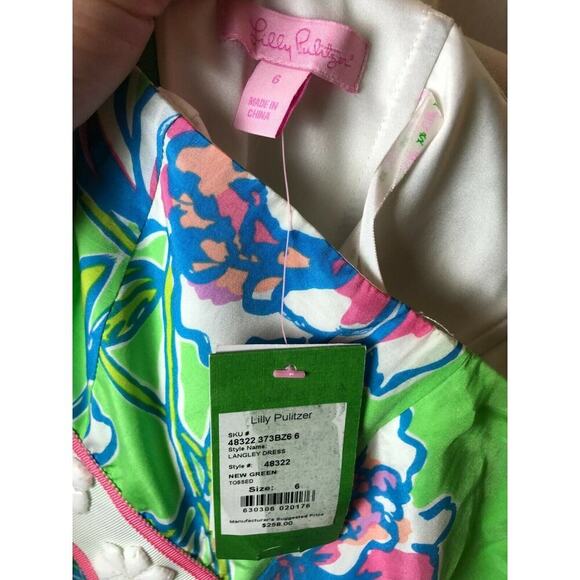 Lilly Pulitzer®
6
MADE IN
CHINA
Lilly Pulitzer
SKU #
48322 373BZ6 6
Style Name:
LANGLEY DRESS
Style #: 48322
NEW GREEN
TOSSED
Size: 6
630306 020176
Manufacturer's Suggested Price
$258.00